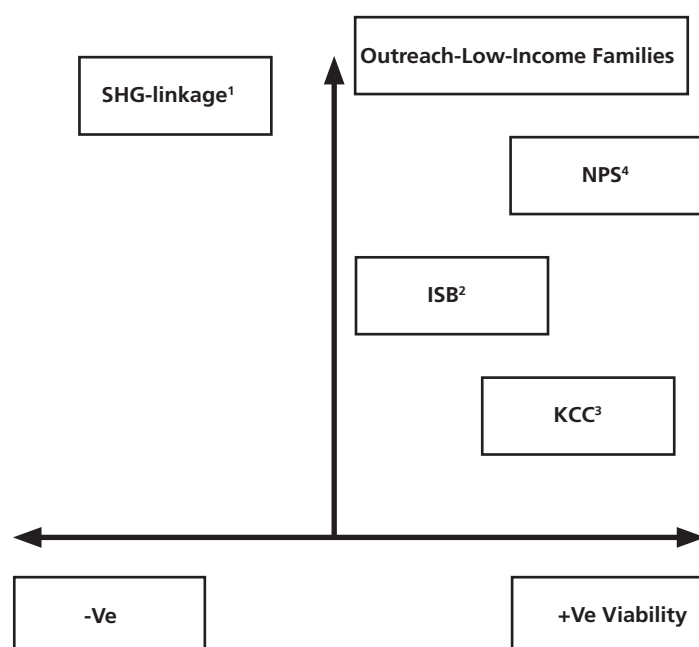 Outreach-Low-Income Families
SHG-linkage¹
NPS⁴
ISB²
KCC³
-Ve
+Ve Viability